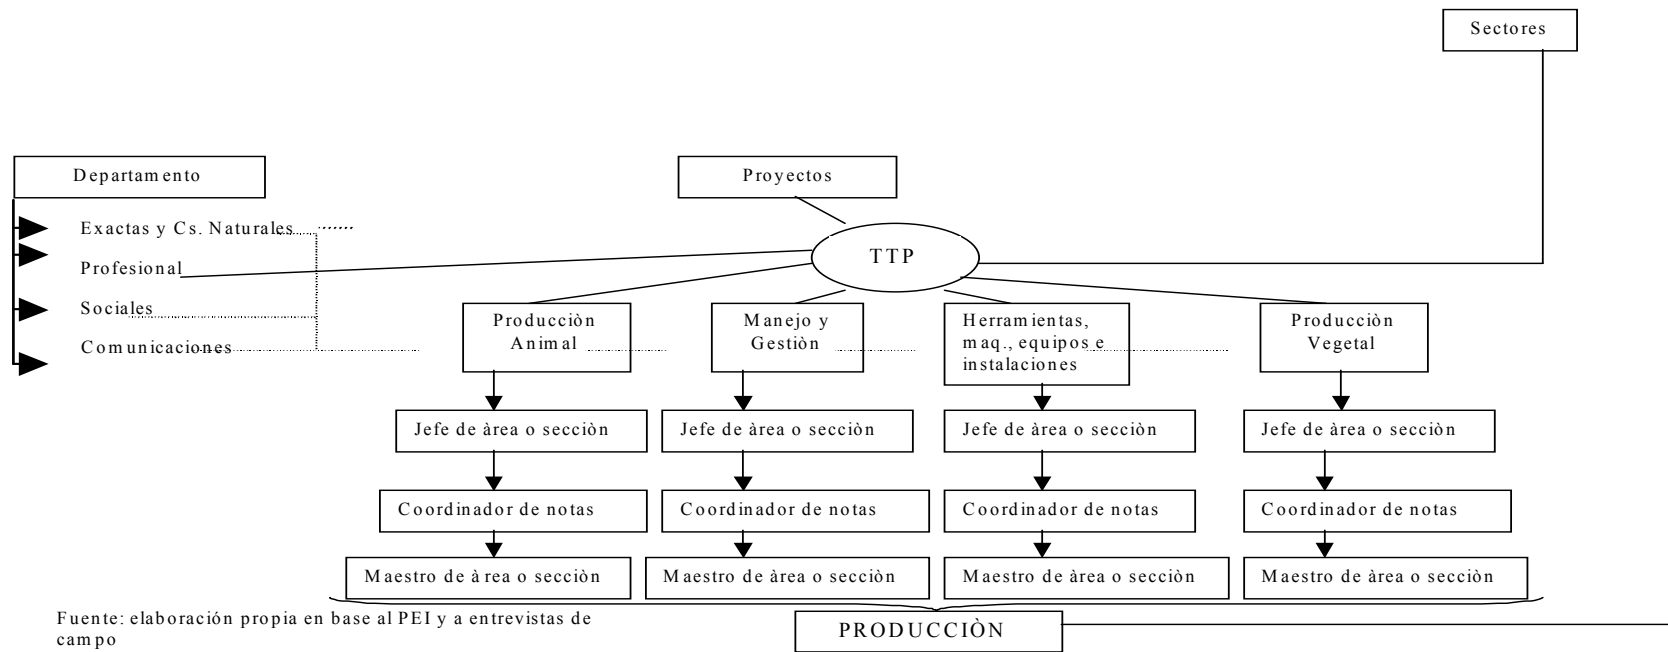 Sectores
Departamento
Proyectos
Exactas y Cs. Naturales
Profesional
Sociales
Comunicaciones
TTP
Producciòn
Animal
Manejo y
Gestiòn
Herramientas,
maq., equipos e
instalaciones
Producciòn
Vegetal
Jefe de àrea o secciòn
Jefe de àrea o secciòn
Jefe de àrea o secciòn
Jefe de àrea o secciòn
Coordinador de notas
Coordinador de notas
Coordinador de notas
Coordinador de notas
Maestro de àrea o secciòn
Maestro de àrea o secciòn
Maestro de àrea o secciòn
Maestro de àrea o secciòn
Fuente: elaboración propia en base al PEI y a entrevistas de
campo
PRODUCCIÒN